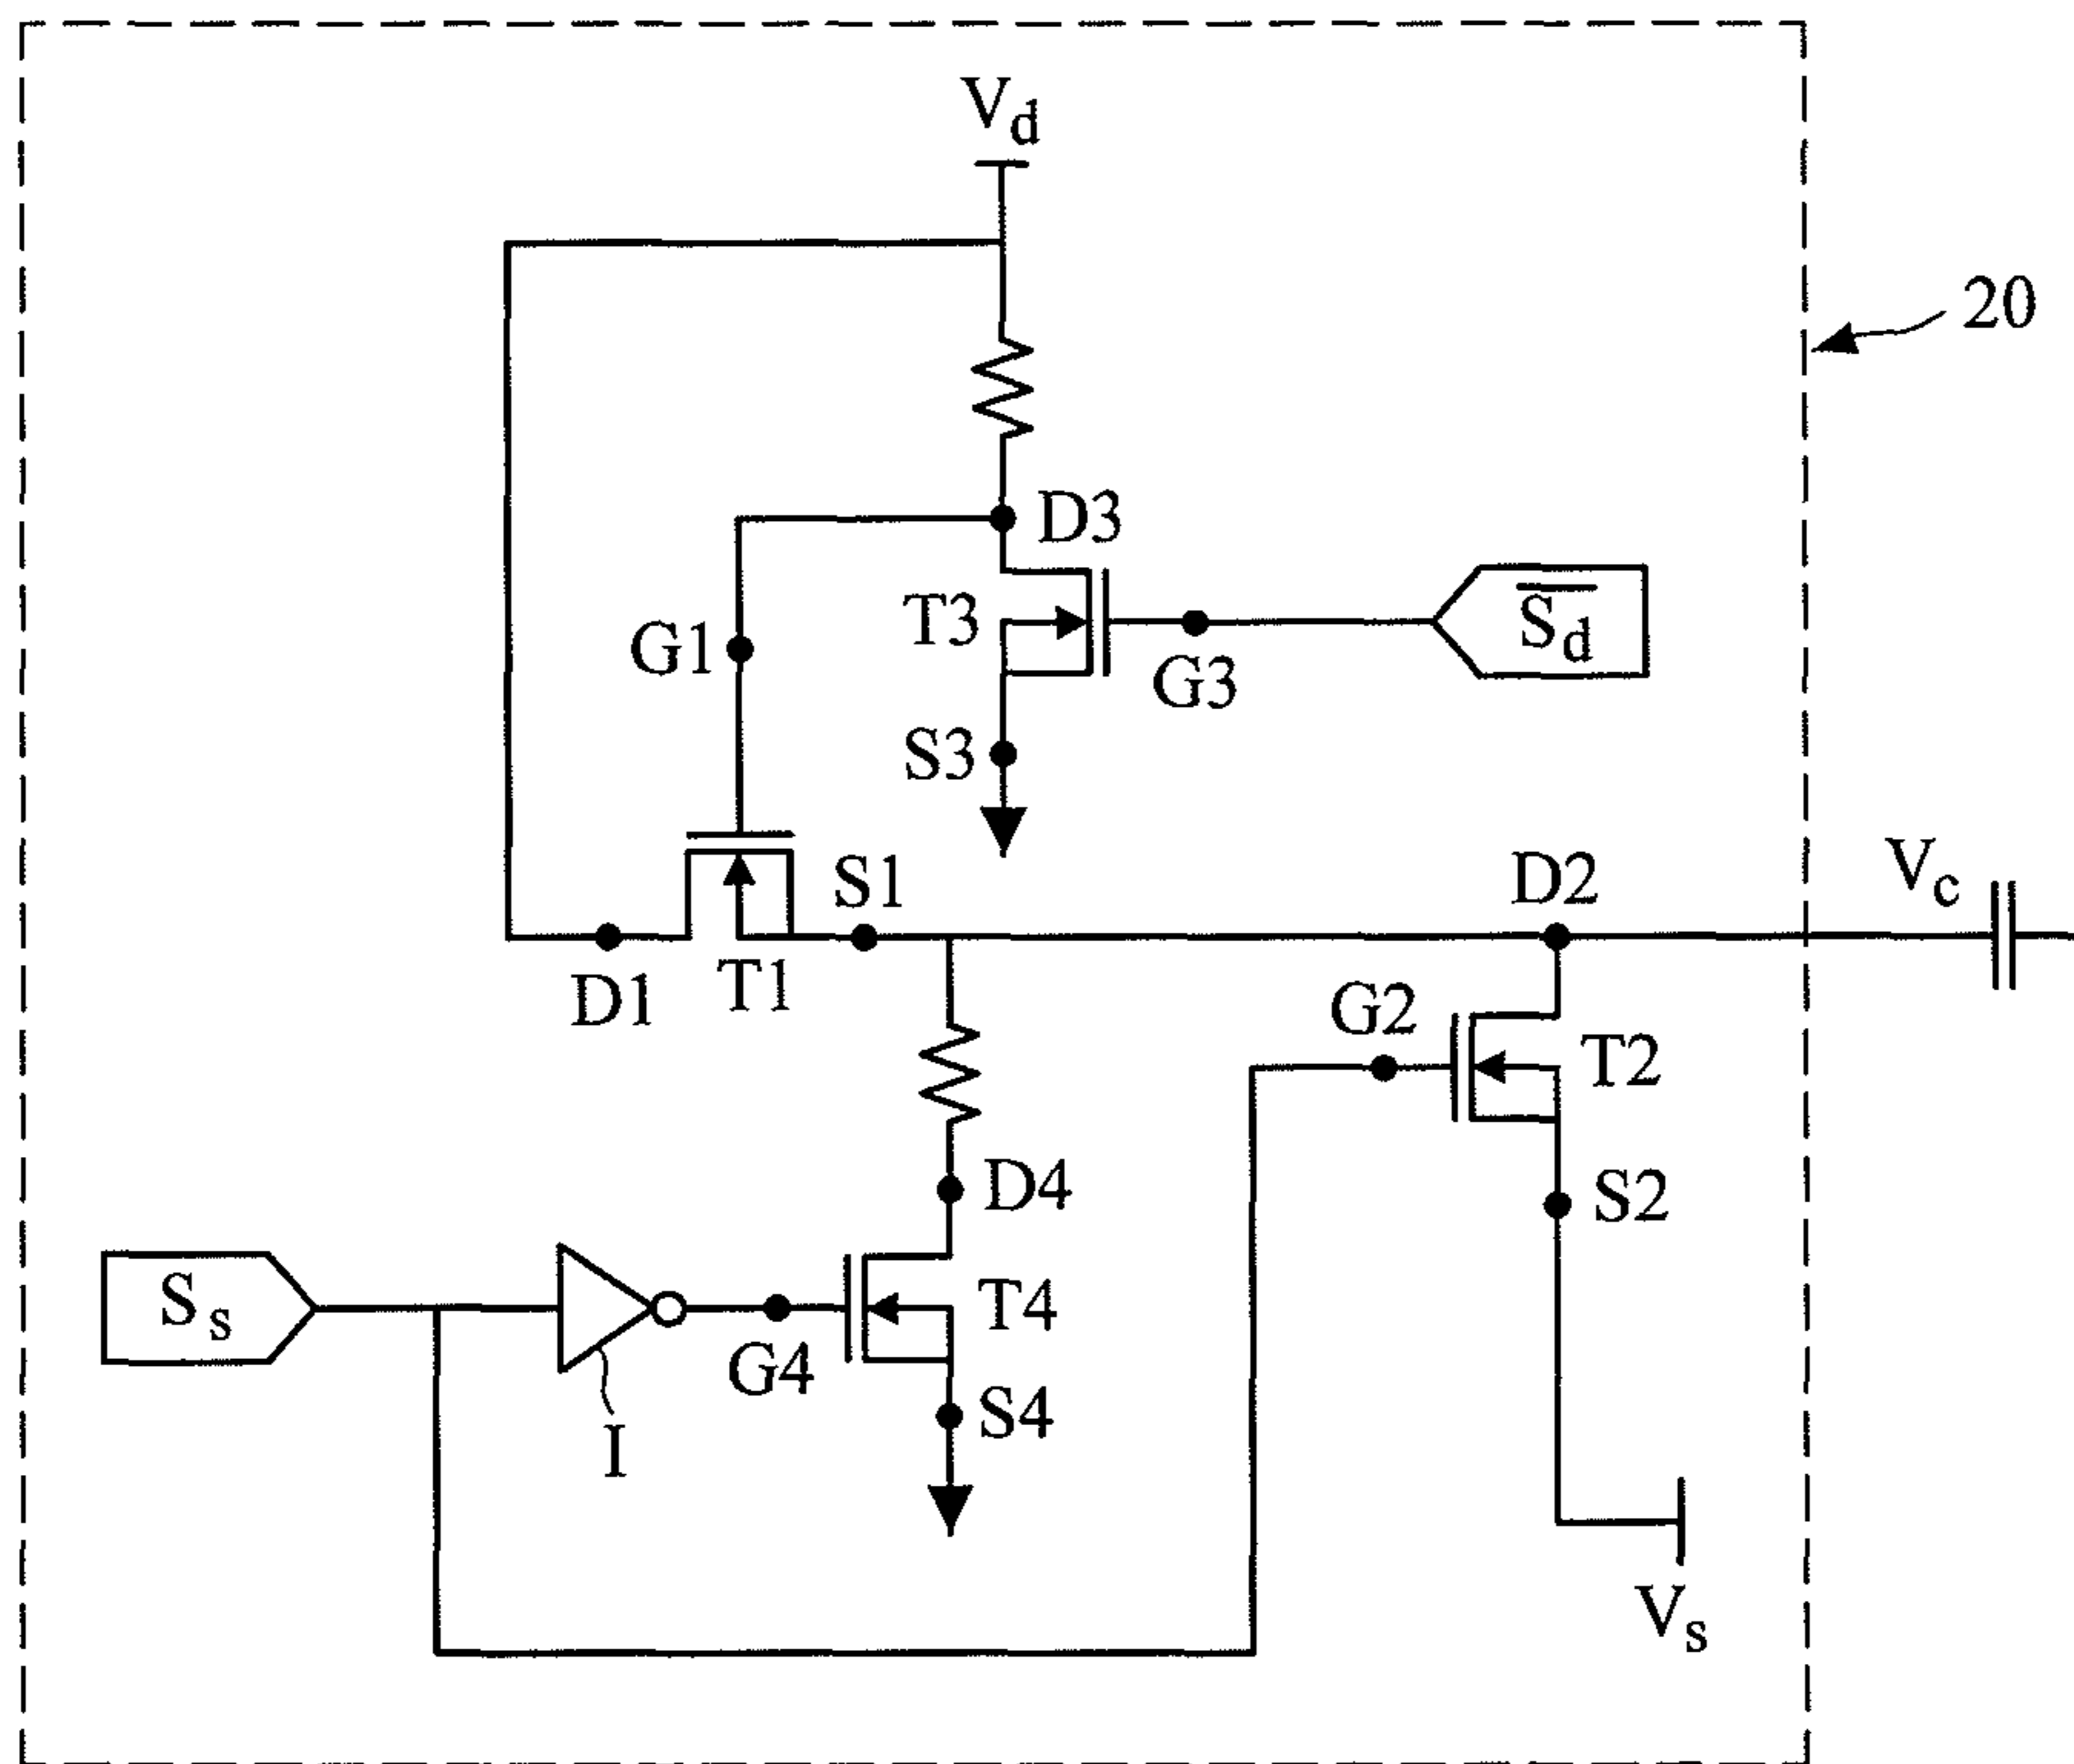 Vd
20
D3
T3
G3
Sd
G1
S3
S1
D2
Vc
D1
T1
G2
T2
D4
S2
Ss
T4
G4
S4
I
Vs